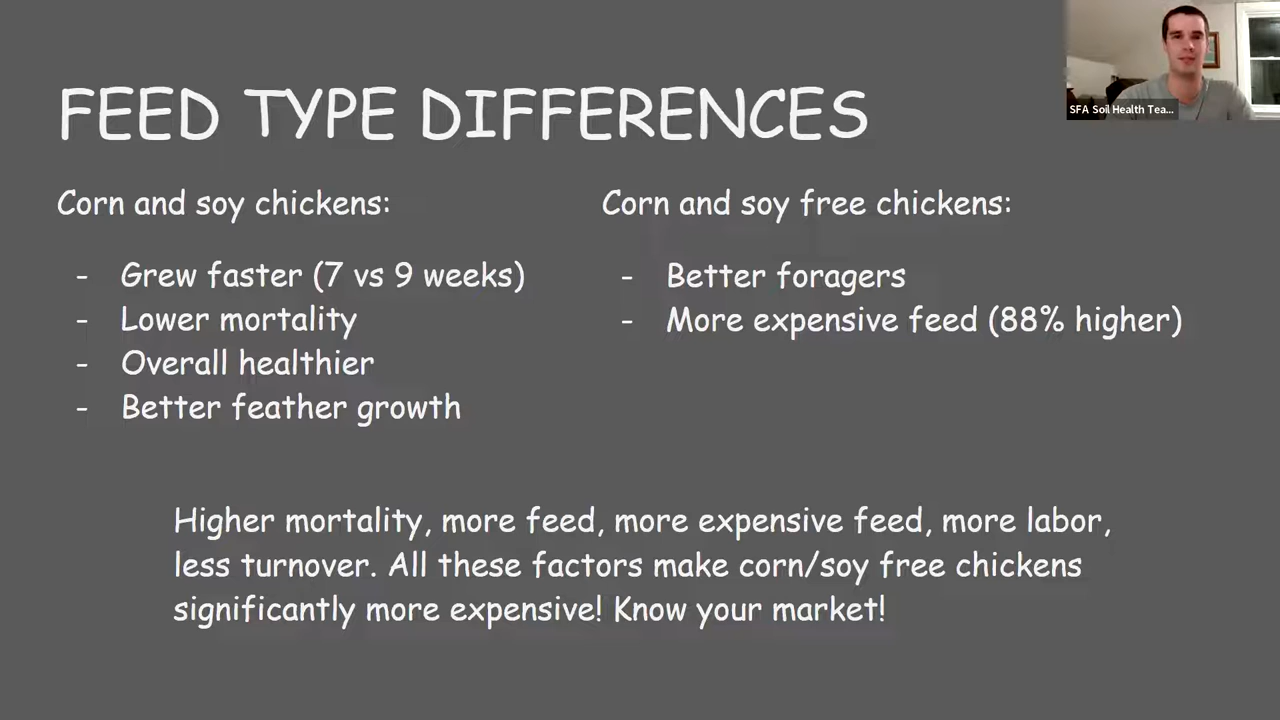 SFA Soil Health Tea...
FEED TYPE DIFFERENCES
Corn and soy chickens:
- Grew faster (7 vs 9 weeks)
- Lower mortality
- Overall healthier
- Better feather growth
Corn and soy free chickens:
- Better foragers
- More expensive feed (88% higher)
Higher mortality, more feed, more expensive feed, more labor,
less turnover. All these factors make corn/soy free chickens
significantly more expensive! Know your market!